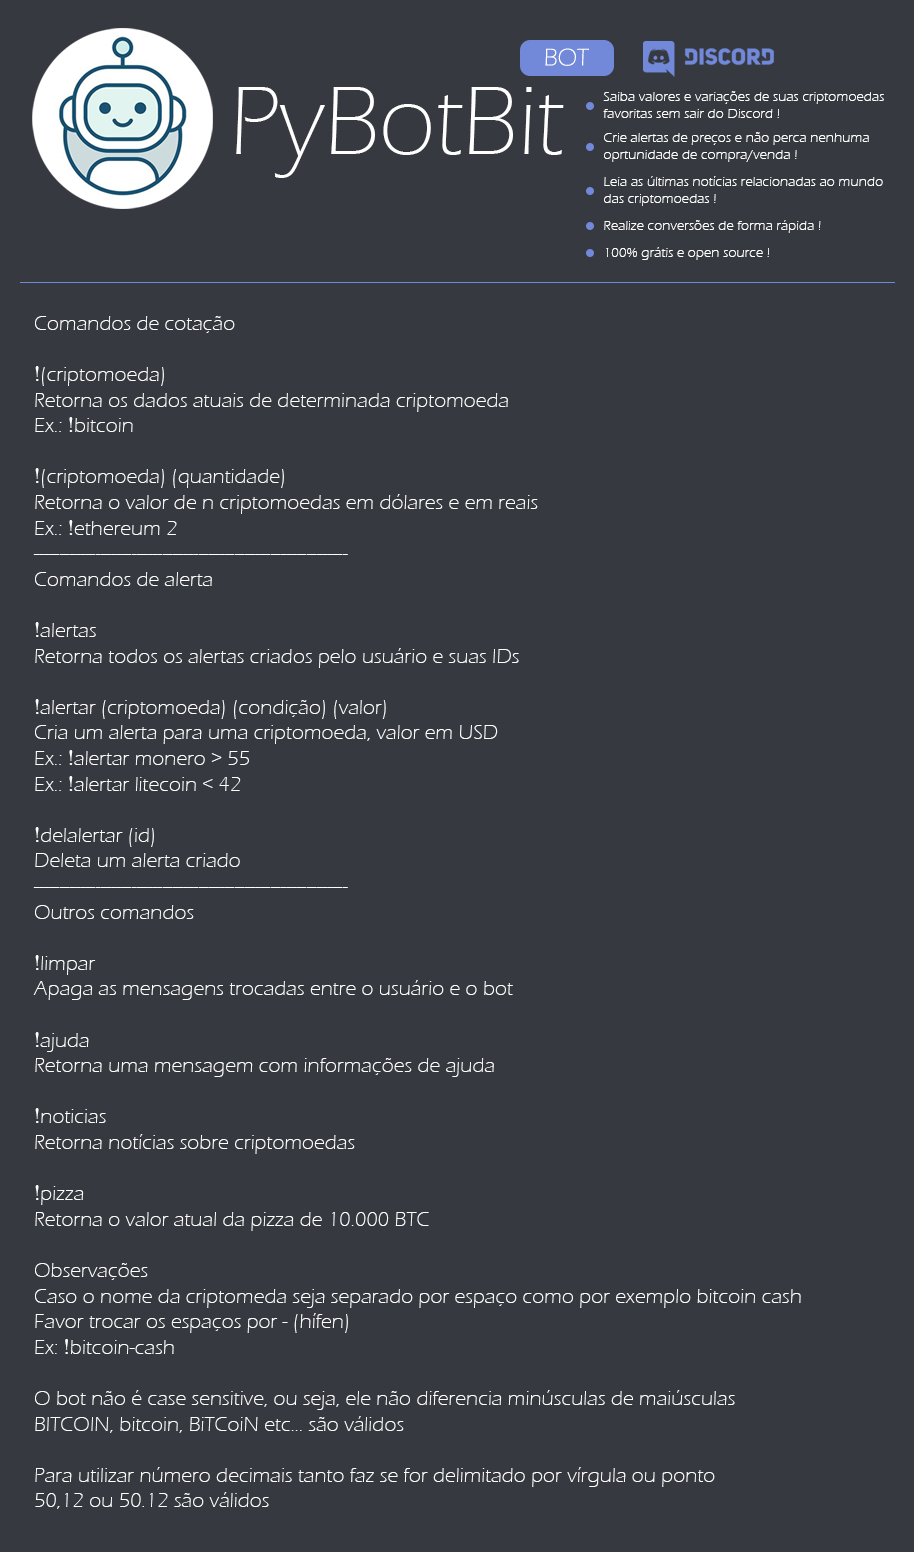 PyBotBit
BOT
DISCORD
Saiba valores e variações de suas criptomoedas
favoritas sem sair do Discord !
Crie alertas de preços e não perca nenhuma
oprtunidade de compra/venda !
Leia as últimas notícias relacionadas ao mundo
das criptomoedas !
Realize conversões de forma rápida !
100% grátis e open source !
Comandos de cotação
!(criptomoeda)
Retorna os dados atuais de determinada criptomoeda
Ex.: !bitcoin
!(criptomoeda) (quantidade)
Retorna o valor de n criptomoedas em dólares e em reais
Ex.: !ethereum 2
Comandos de alerta
!alertas
Retorna todos os alertas criados pelo usuário e suas IDs
!alertar (criptomoeda) (condição) (valor)
Cria um alerta para uma criptomoeda, valor em USD
Ex.: !alertar monero > 55
Ex.: !alertar litecoin < 42
!delalertar (id)
Deleta um alerta criado
Outros comandos
!limpar
Apaga as mensagens trocadas entre o usuário e o bot
!ajuda
Retorna uma mensagem com informações de ajuda
!noticias
Retorna notícias sobre criptomoedas
!pizza
Retorna o valor atual da pizza de 10.000 BTC
Observações
Caso o nome da criptomeda seja separado por espaço como por exemplo bitcoin cash
Favor trocar os espaços por - (hífen)
Ex: !bitcoin-cash
O bot não é case sensitive, ou seja, ele não diferencia minúsculas de maiúsculas
BITCOIN, bitcoin, BiTCoiN etc... são válidos
Para utilizar número decimais tanto faz se for delimitado por vírgula ou ponto
50,12 ou 50.12 são válidos